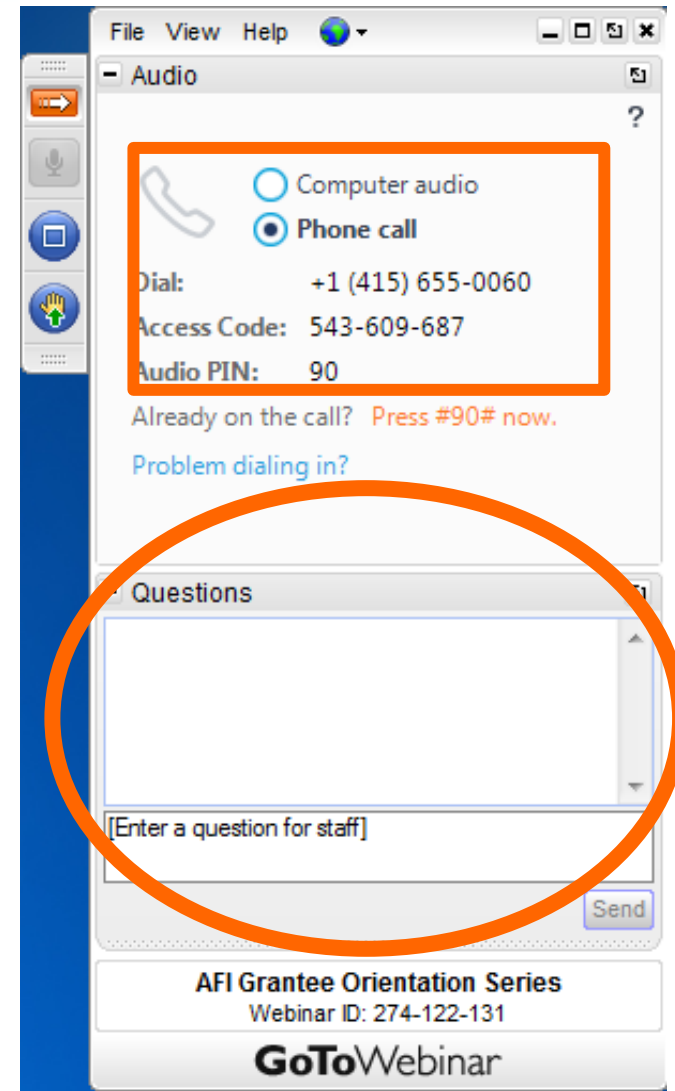 File View Help
Audio
?
Computer audio
Phone call
Dial: +1 (415) 655-0060
Access Code: 543-609-687
Audio PIN: 90
Already on the call? Press #90# now.
Problem dialing in?
Questions
[Enter a question for staff]
Send
AFI Grantee Orientation Series
Webinar ID: 274-122-131
GoToWebinar